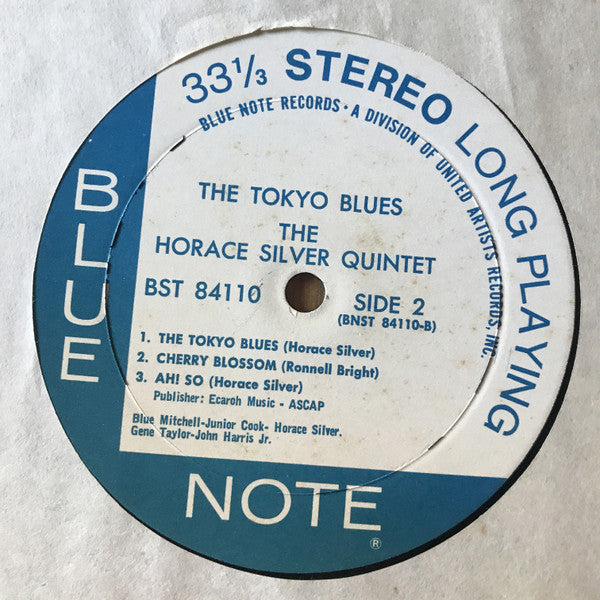 33⅓ STEREO LONG PLAYING
BLUE NOTE RECORDS • A DIVISION OF UNITED ARTISTS RECORDS, INC.
BLUE
THE TOKYO BLUES
THE
HORACE SILVER QUINTET
BST 84110
SIDE 2
(BNST 84110-B)
1. THE TOKYO BLUES (Horace Silver)
2. CHERRY BLOSSOM (Ronnell Bright)
3. AH! SO (Horace Silver)
Publisher: Ecaroh Music - ASCAP
Blue Mitchell-Junior Cook- Horace Silver.
Gene Taylor-John Harris Jr.
NOTE
®